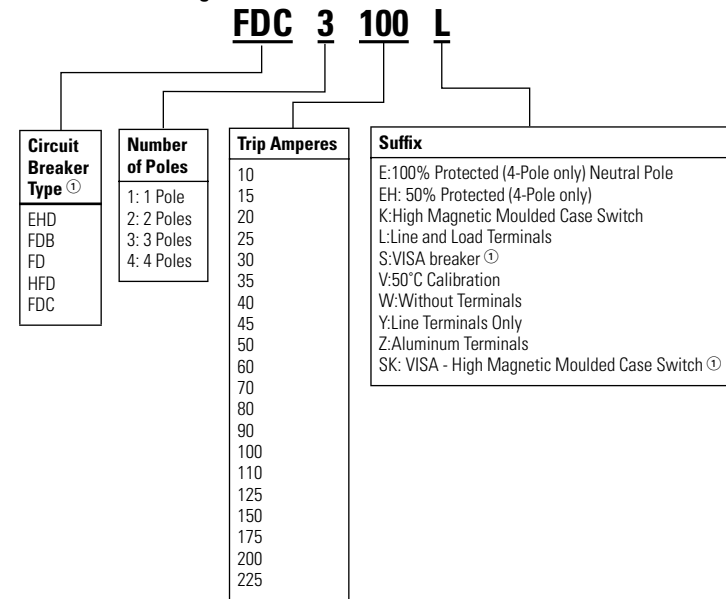 FDC 3 100 L
Circuit
Breaker
Type ①
EHD
FDB
FD
HFD
FDC
Number
of Poles
1: 1 Pole
2: 2 Poles
3: 3 Poles
4: 4 Poles
Trip Amperes
10
15
20
25
30
35
40
45
50
60
70
80
90
100
110
125
150
175
200
225
Suffix
E:100% Protected (4-Pole only) Neutral Pole
EH: 50% Protected (4-Pole only)
K:High Magnetic Moulded Case Switch
L:Line and Load Terminals
S:VISA breaker ①
V:50˚C Calibration
W:Without Terminals
Y:Line Terminals Only
Z:Aluminum Terminals
SK: VISA - High Magnetic Moulded Case Switch ①